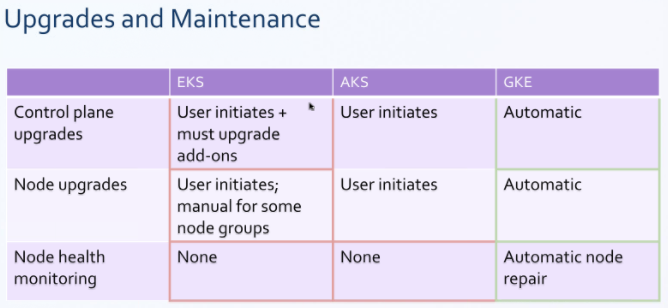 Upgrades and Maintenance
EKS AKS GKE
Control plane upgrades User initiates + must upgrade add-ons User initiates Automatic
Node upgrades User initiates; manual for some node groups User initiates Automatic
Node health monitoring None None Automatic node repair